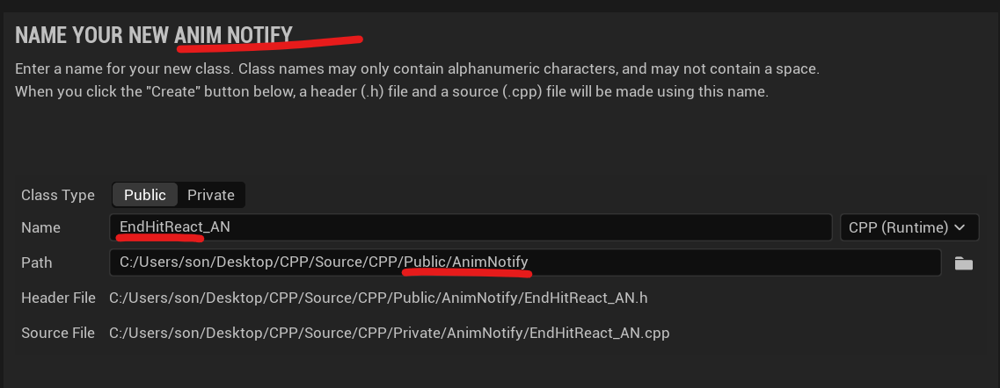 NAME YOUR NEW ANIM NOTIFY
Enter a name for your new class. Class names may only contain alphanumeric characters, and may not contain a space.
When you click the "Create" button below, a header (.h) file and a source (.cpp) file will be made using this name.
Class Type Public Private
Name EndHitReact_AN CPP (Runtime)
Path C:/Users/son/Desktop/CPP/Source/CPP/Public/AnimNotify
Header File C:/Users/son/Desktop/CPP/Source/CPP/Public/AnimNotify/EndHitReact_AN.h
Source File C:/Users/son/Desktop/CPP/Source/CPP/Private/AnimNotify/EndHitReact_AN.cpp